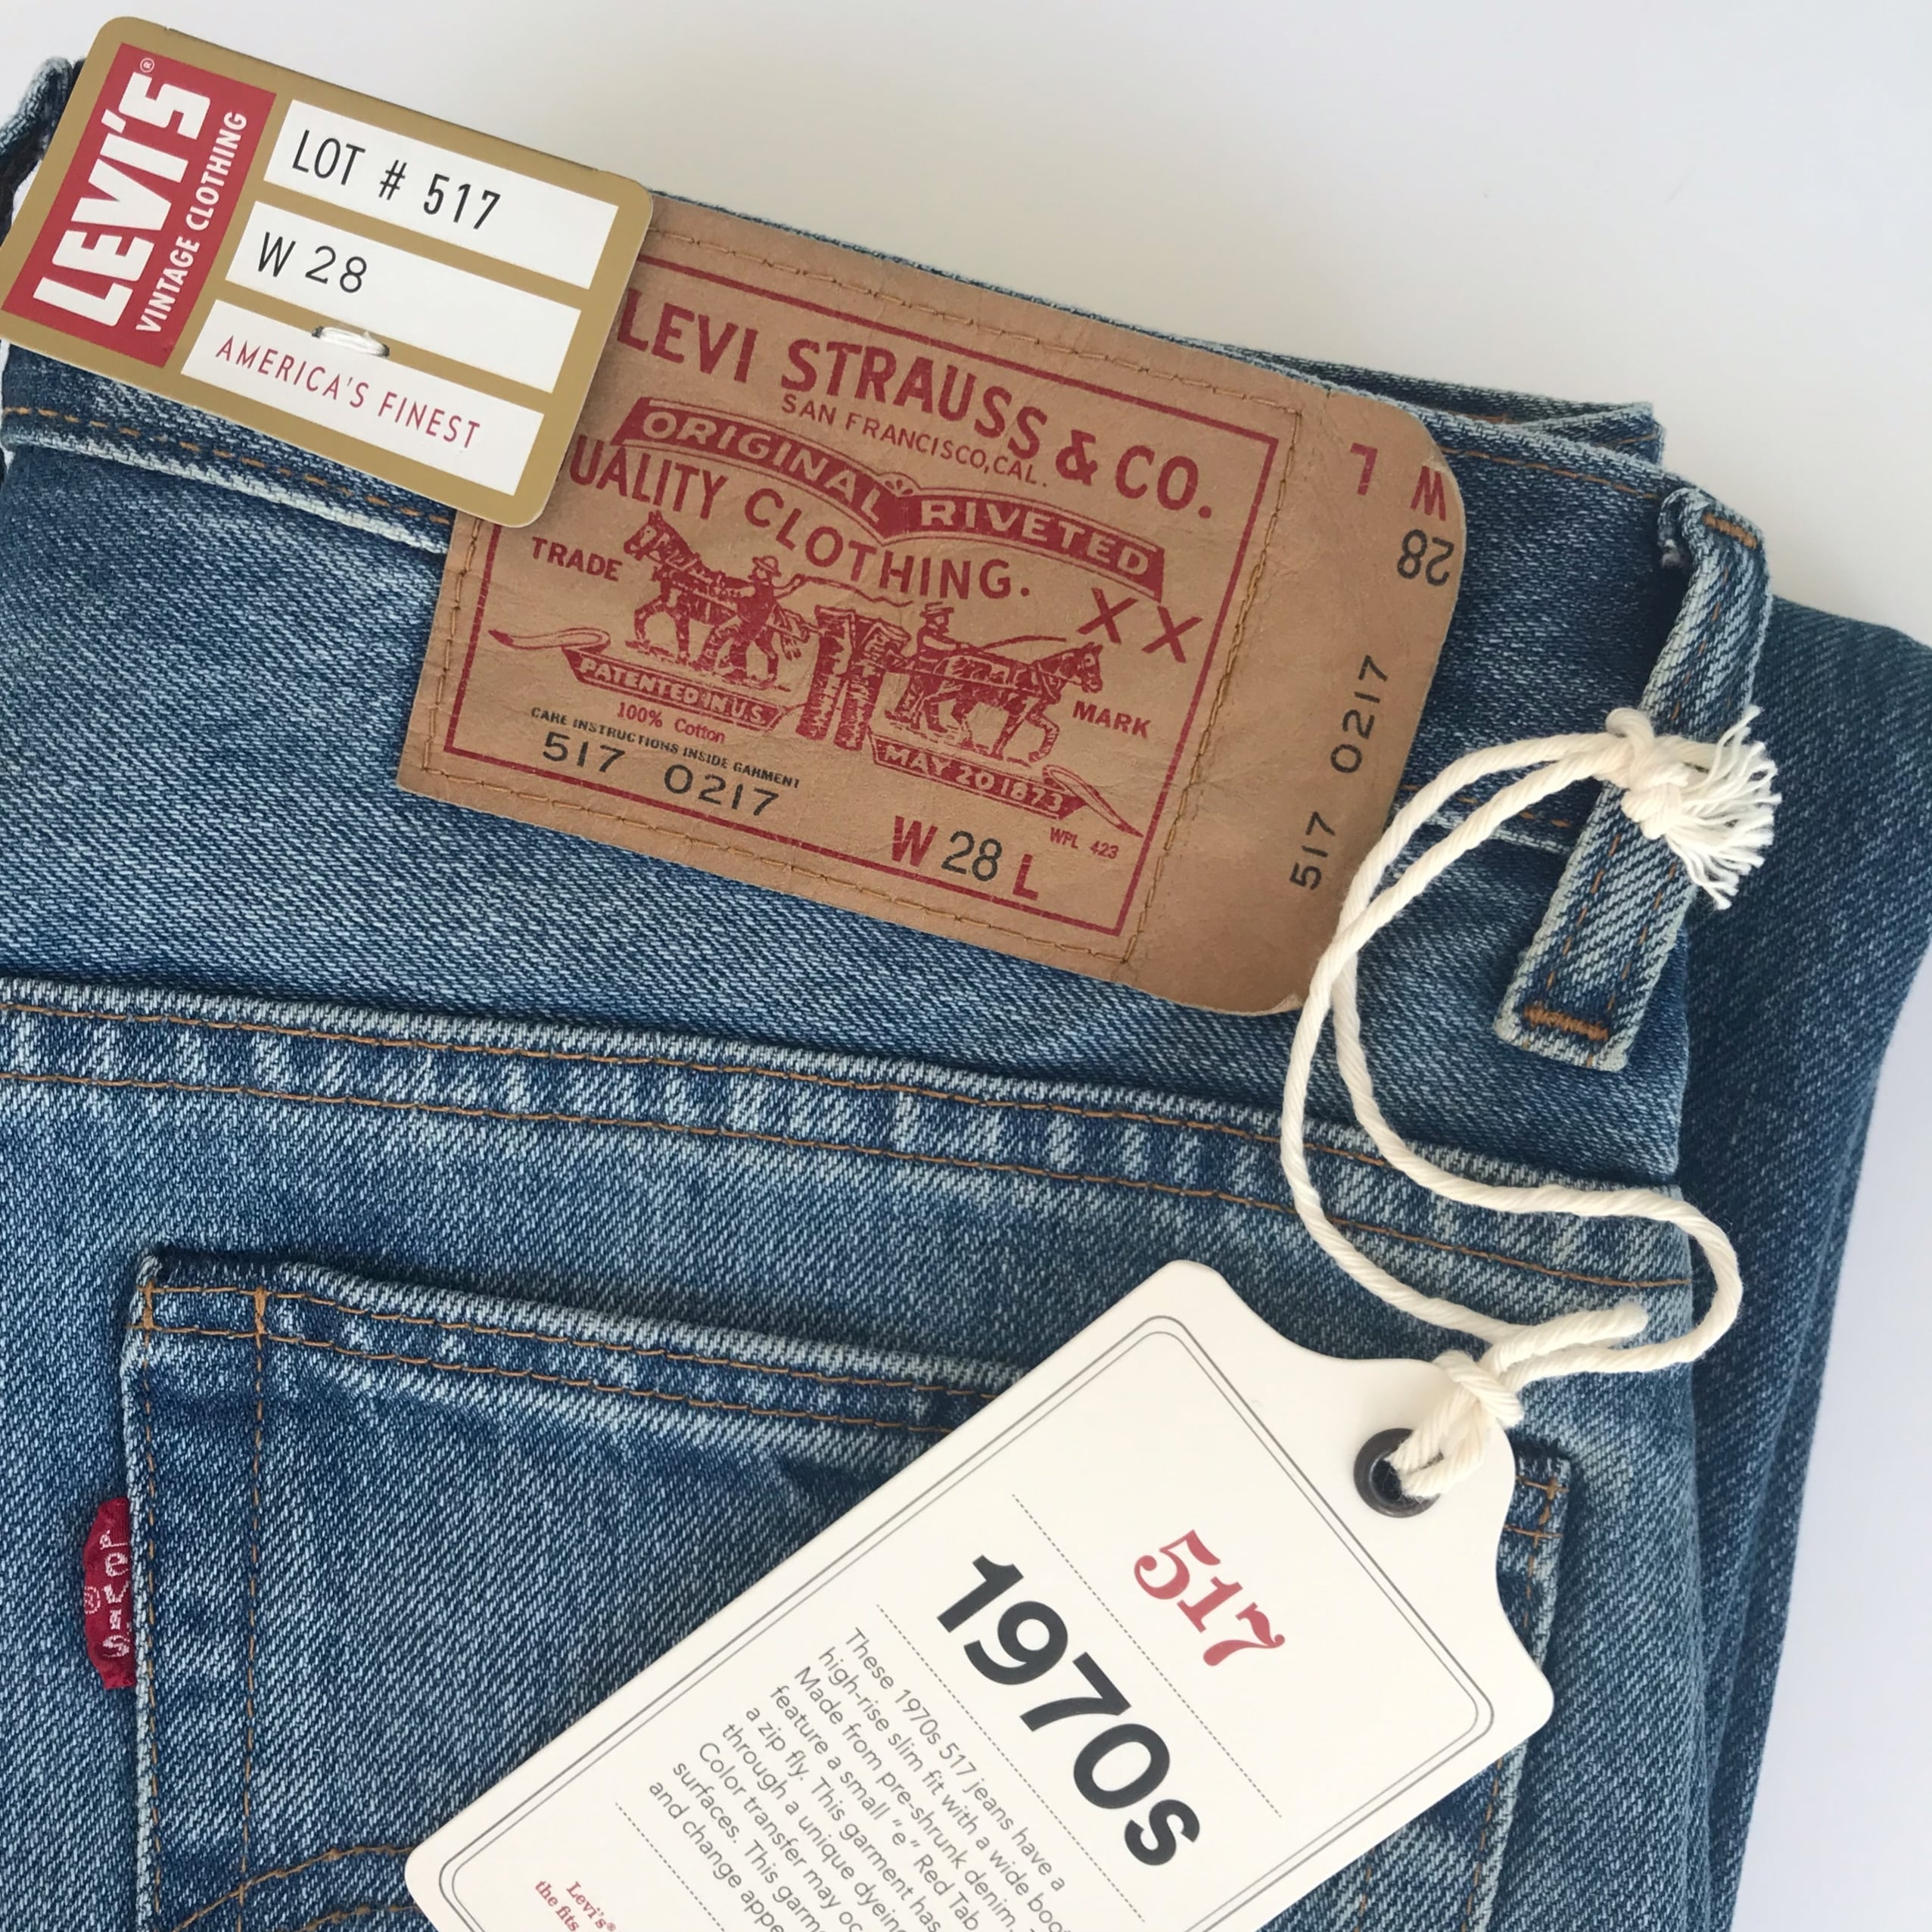 LEVI'S®
VINTAGE CLOTHING
LOT # 517
W 28
AMERICA'S FINEST
LEVI STRAUSS & CO.
SAN FRANCISCO, CAL.
ORIGINAL RIVETED
UALITY CLOTHING.
XX
TRADE
MARK
PATENTED IN U.S.
MAY 20 1873
100% Cotton
CARE INSTRUCTIONS INSIDE GARMENT
517 0217
WPL 423
W 28 L
W L
28
517 0217
LEVI'S
®
517
1970s
These 1970s 517 jeans have a
high-rise slim fit with a wide boo
Made from pre-shrunk denim,
feature a small "e" Red Tab
a zip fly. This garment has
through a unique dyein
Color transfer may oc
surfaces. This garm
and change appe
Levi's®
the fits